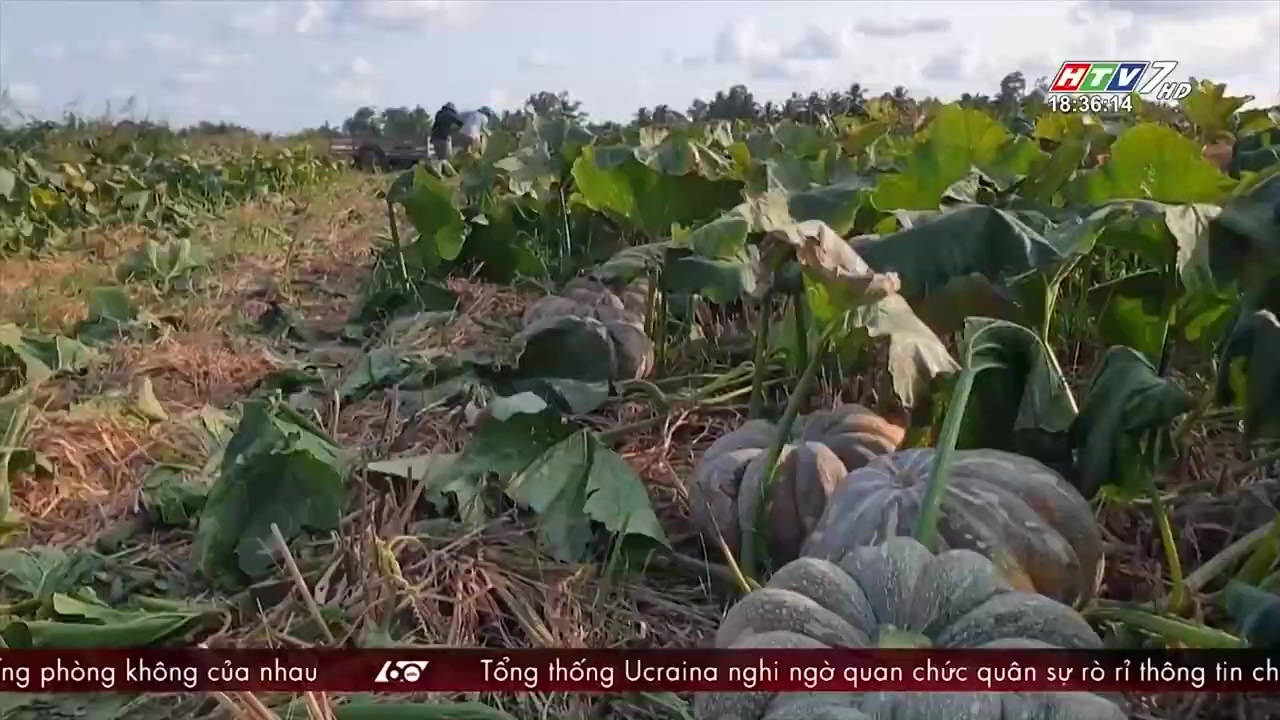 HTV7 HD
18:36:14
ng phòng không của nhau 60 Tổng thống Ucraina nghi ngờ quan chức quân sự rò rỉ thông tin ch